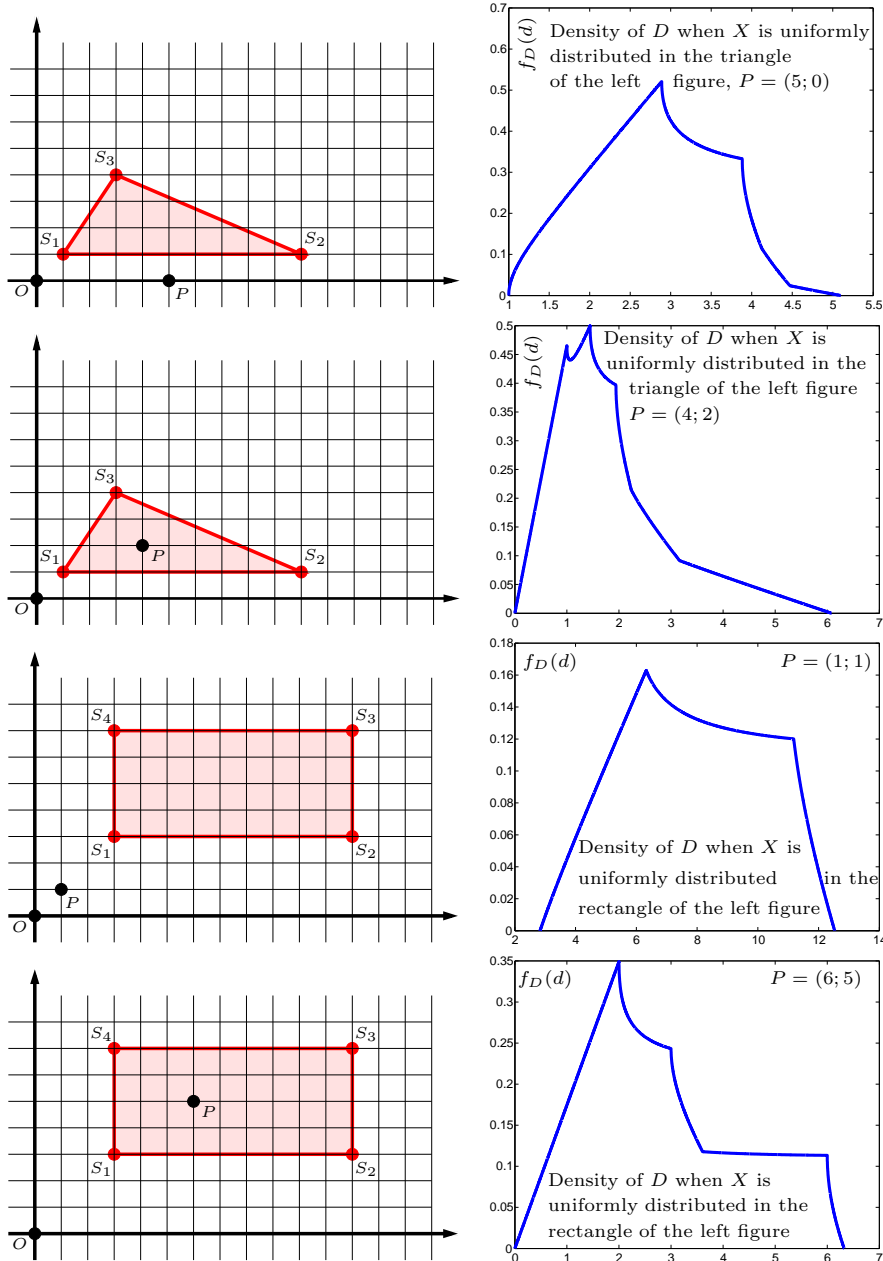 S₃
S₁
S₂
O
P
f_D(d)
Density of D when X is uniformly
distributed in the triangle
of the left figure, P = (5; 0)
0.7
0.6
0.5
0.4
0.3
0.2
0.1
0
1 1.5 2 2.5 3 3.5 4 4.5 5 5.5
S₃
S₁
S₂
P
O
f_D(d)
Density of D when X is
uniformly distributed in the
triangle of the left figure
P = (4; 2)
0.5
0.45
0.4
0.35
0.3
0.25
0.2
0.15
0.1
0.05
0
0 1 2 3 4 5 6 7
S₄
S₃
S₁
S₂
P
O
f_D(d) P = (1; 1)
Density of D when X is
uniformly distributed in the
rectangle of the left figure
0.18
0.16
0.14
0.12
0.1
0.08
0.06
0.04
0.02
0
2 4 6 8 10 12 14
S₄
S₃
P
S₁
S₂
O
f_D(d) P = (6; 5)
Density of D when X is
uniformly distributed in the
rectangle of the left figure
0.35
0.3
0.25
0.2
0.15
0.1
0.05
0
0 1 2 3 4 5 6 7